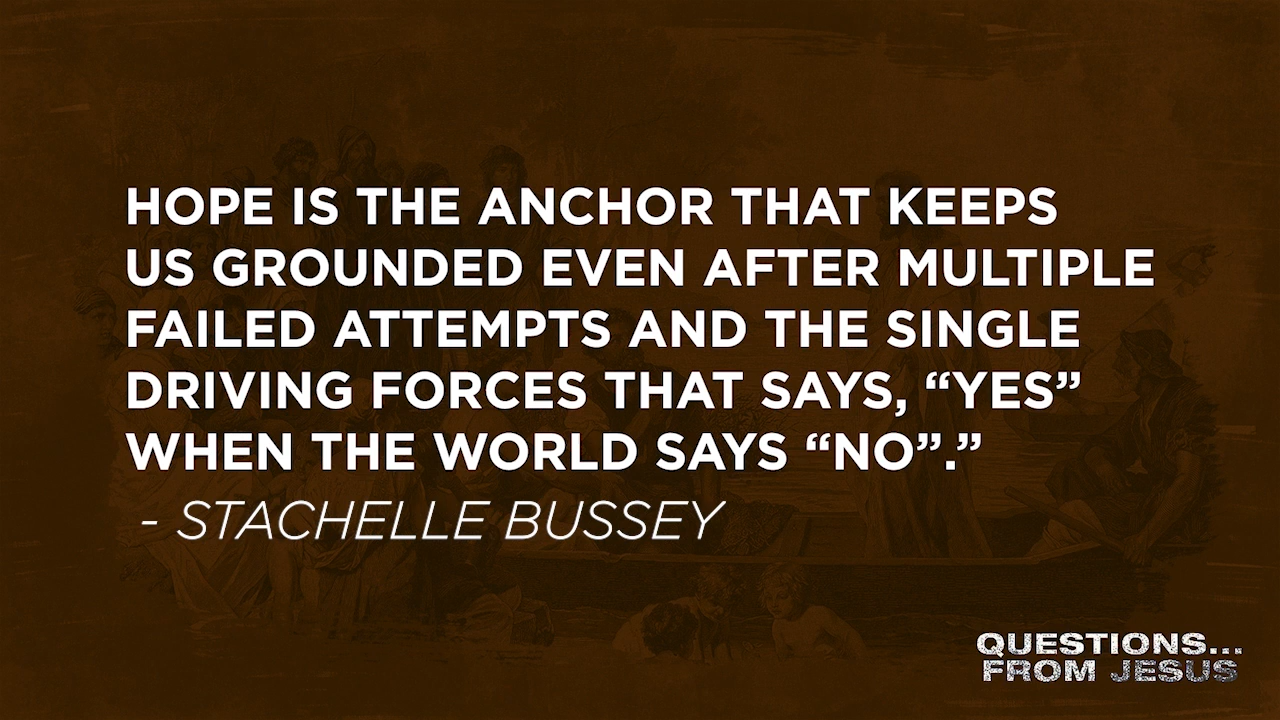 HOPE IS THE ANCHOR THAT KEEPS
US GROUNDED EVEN AFTER MULTIPLE
FAILED ATTEMPTS AND THE SINGLE
DRIVING FORCES THAT SAYS, “YES”
WHEN THE WORLD SAYS “NO”.”
- STACHELLE BUSSEY
QUESTIONS...
FROM JESUS